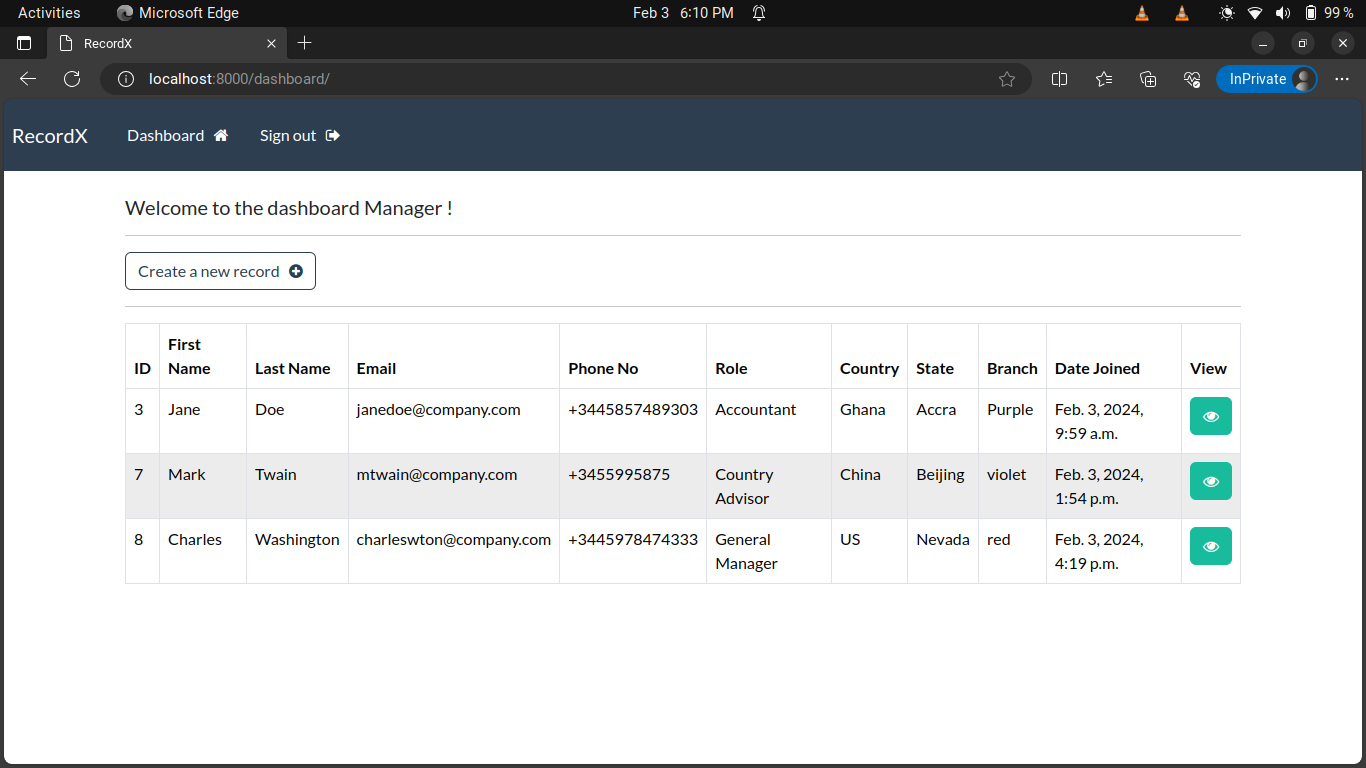 Activities Microsoft Edge Feb 3 6:10 PM 99 %
RecordX
localhost:8000/dashboard/ InPrivate
RecordX Dashboard Sign out
Welcome to the dashboard Manager !
Create a new record
ID First Name Last Name Email Phone No Role Country State Branch Date Joined View
3 Jane Doe janedoe@company.com +3445857489303 Accountant Ghana Accra Purple Feb. 3, 2024,
9:59 a.m.
7 Mark Twain mtwain@company.com +3455995875 Country China Beijing violet Feb. 3, 2024,
Advisor 1:54 p.m.
8 Charles Washington charleswton@company.com +3445978474333 General US Nevada red Feb. 3, 2024,
Manager 4:19 p.m.